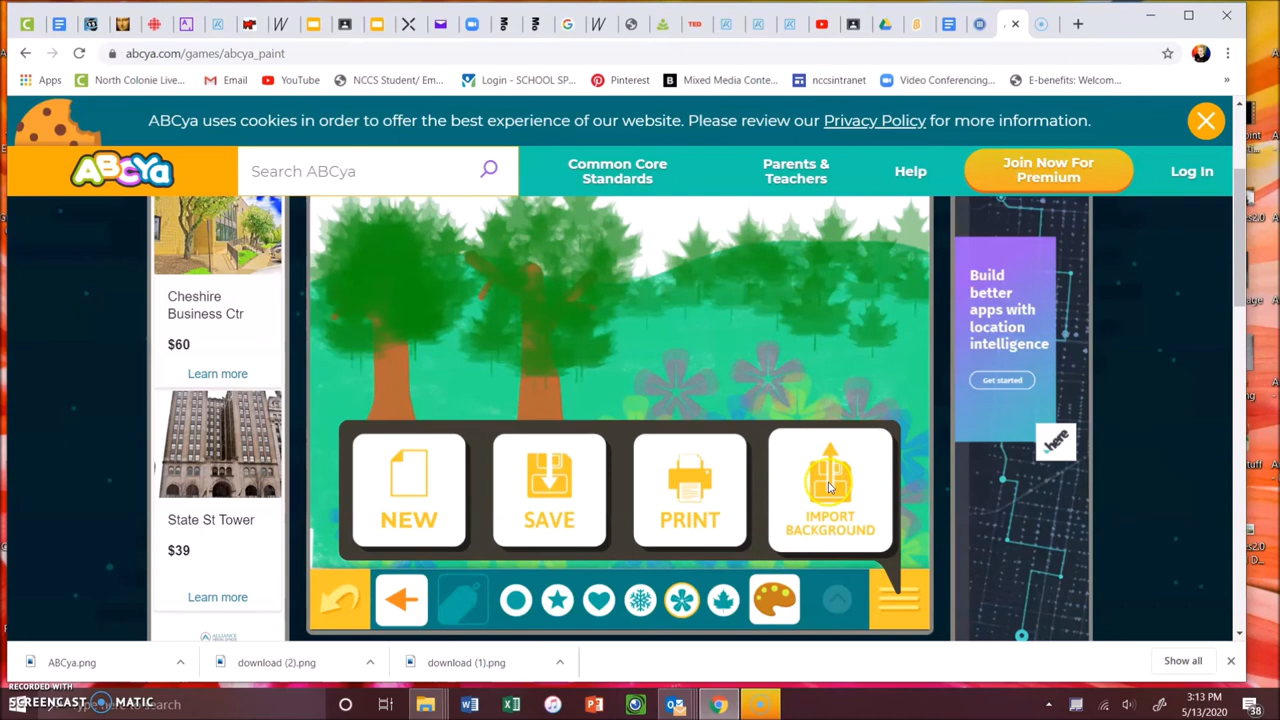 abcya.com/games/abcya_paint
Apps
North Colonie Live...
Email
YouTube
NCCS Student/ Em...
Login - SCHOOL SP...
Pinterest
Mixed Media Conte...
nccsintranet
Video Conferencing...
E-benefits: Welcom...
»
ABCya uses cookies in order to offer the best experience of our website. Please review our Privacy Policy for more information.
ABCYa
Search ABCya
Common Core
Standards
Parents &
Teachers
Help
Join Now For
Premium
Log In
Cheshire
Business Ctr
$60
Learn more
State St Tower
$39
Learn more
Build
better
apps with
location
intelligence
Get started
here
NEW
SAVE
PRINT
IMPORT
BACKGROUND
ABCya.png
download (2).png
download (1).png
Show all
RECORDED WITH
SCREENCAST MATIC
here to search
3:13 PM
5/13/2020
38